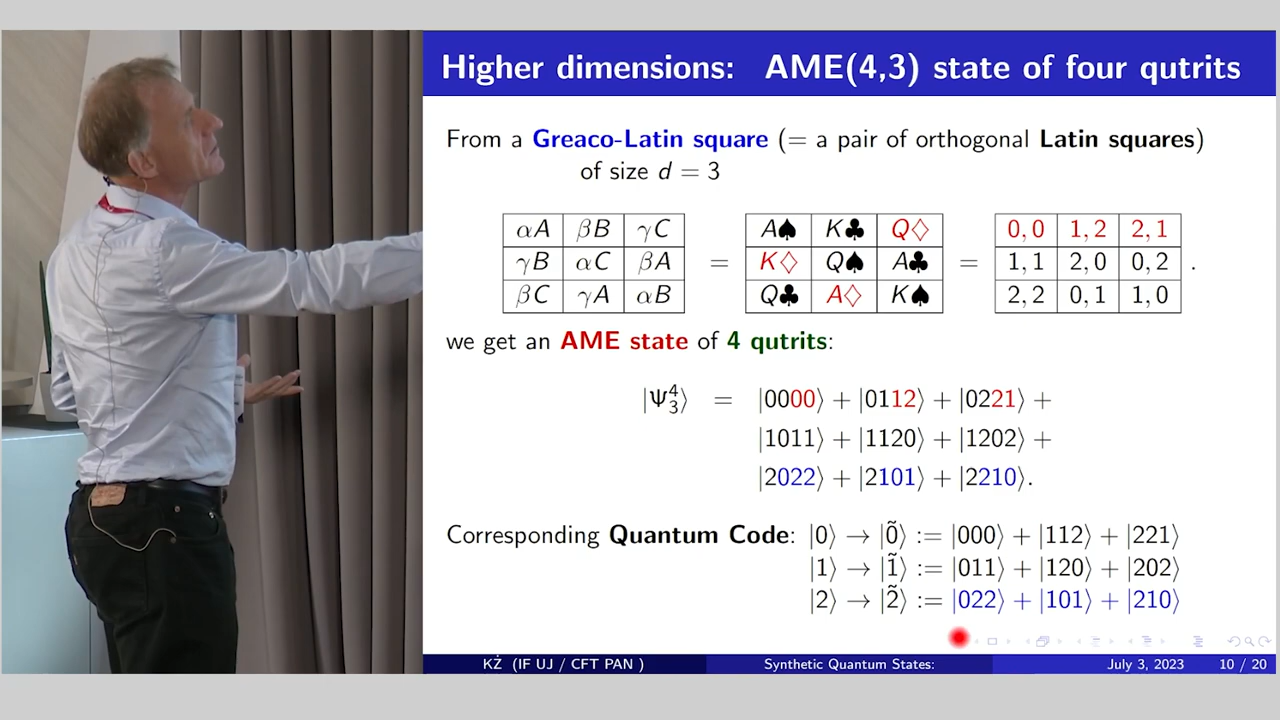 Higher dimensions: AME(4,3) state of four qutrits
From a Greaco-Latin square (= a pair of orthogonal Latin squares)
of size d = 3
αA βB γC A♠ K♣ Q♢ 0,0 1,2 2,1
γB αC βA = K♢ Q♠ A♣ = 1,1 2,0 0,2 .
βC γA αB Q♣ A♢ K♠ 2,2 0,1 1,0
we get an AME state of 4 qutrits:
|Ψ⁴₃⟩ = |0000⟩ + |0112⟩ + |0221⟩ +
|1011⟩ + |1120⟩ + |1202⟩ +
|2022⟩ + |2101⟩ + |2210⟩.
Corresponding Quantum Code: |0⟩ → |0̃⟩ := |000⟩ + |112⟩ + |221⟩
|1⟩ → |1̃⟩ := |011⟩ + |120⟩ + |202⟩
|2⟩ → |2̃⟩ := |022⟩ + |101⟩ + |210⟩
KŻ (IF UJ / CFT PAN ) Synthetic Quantum States: July 3, 2023 10 / 20